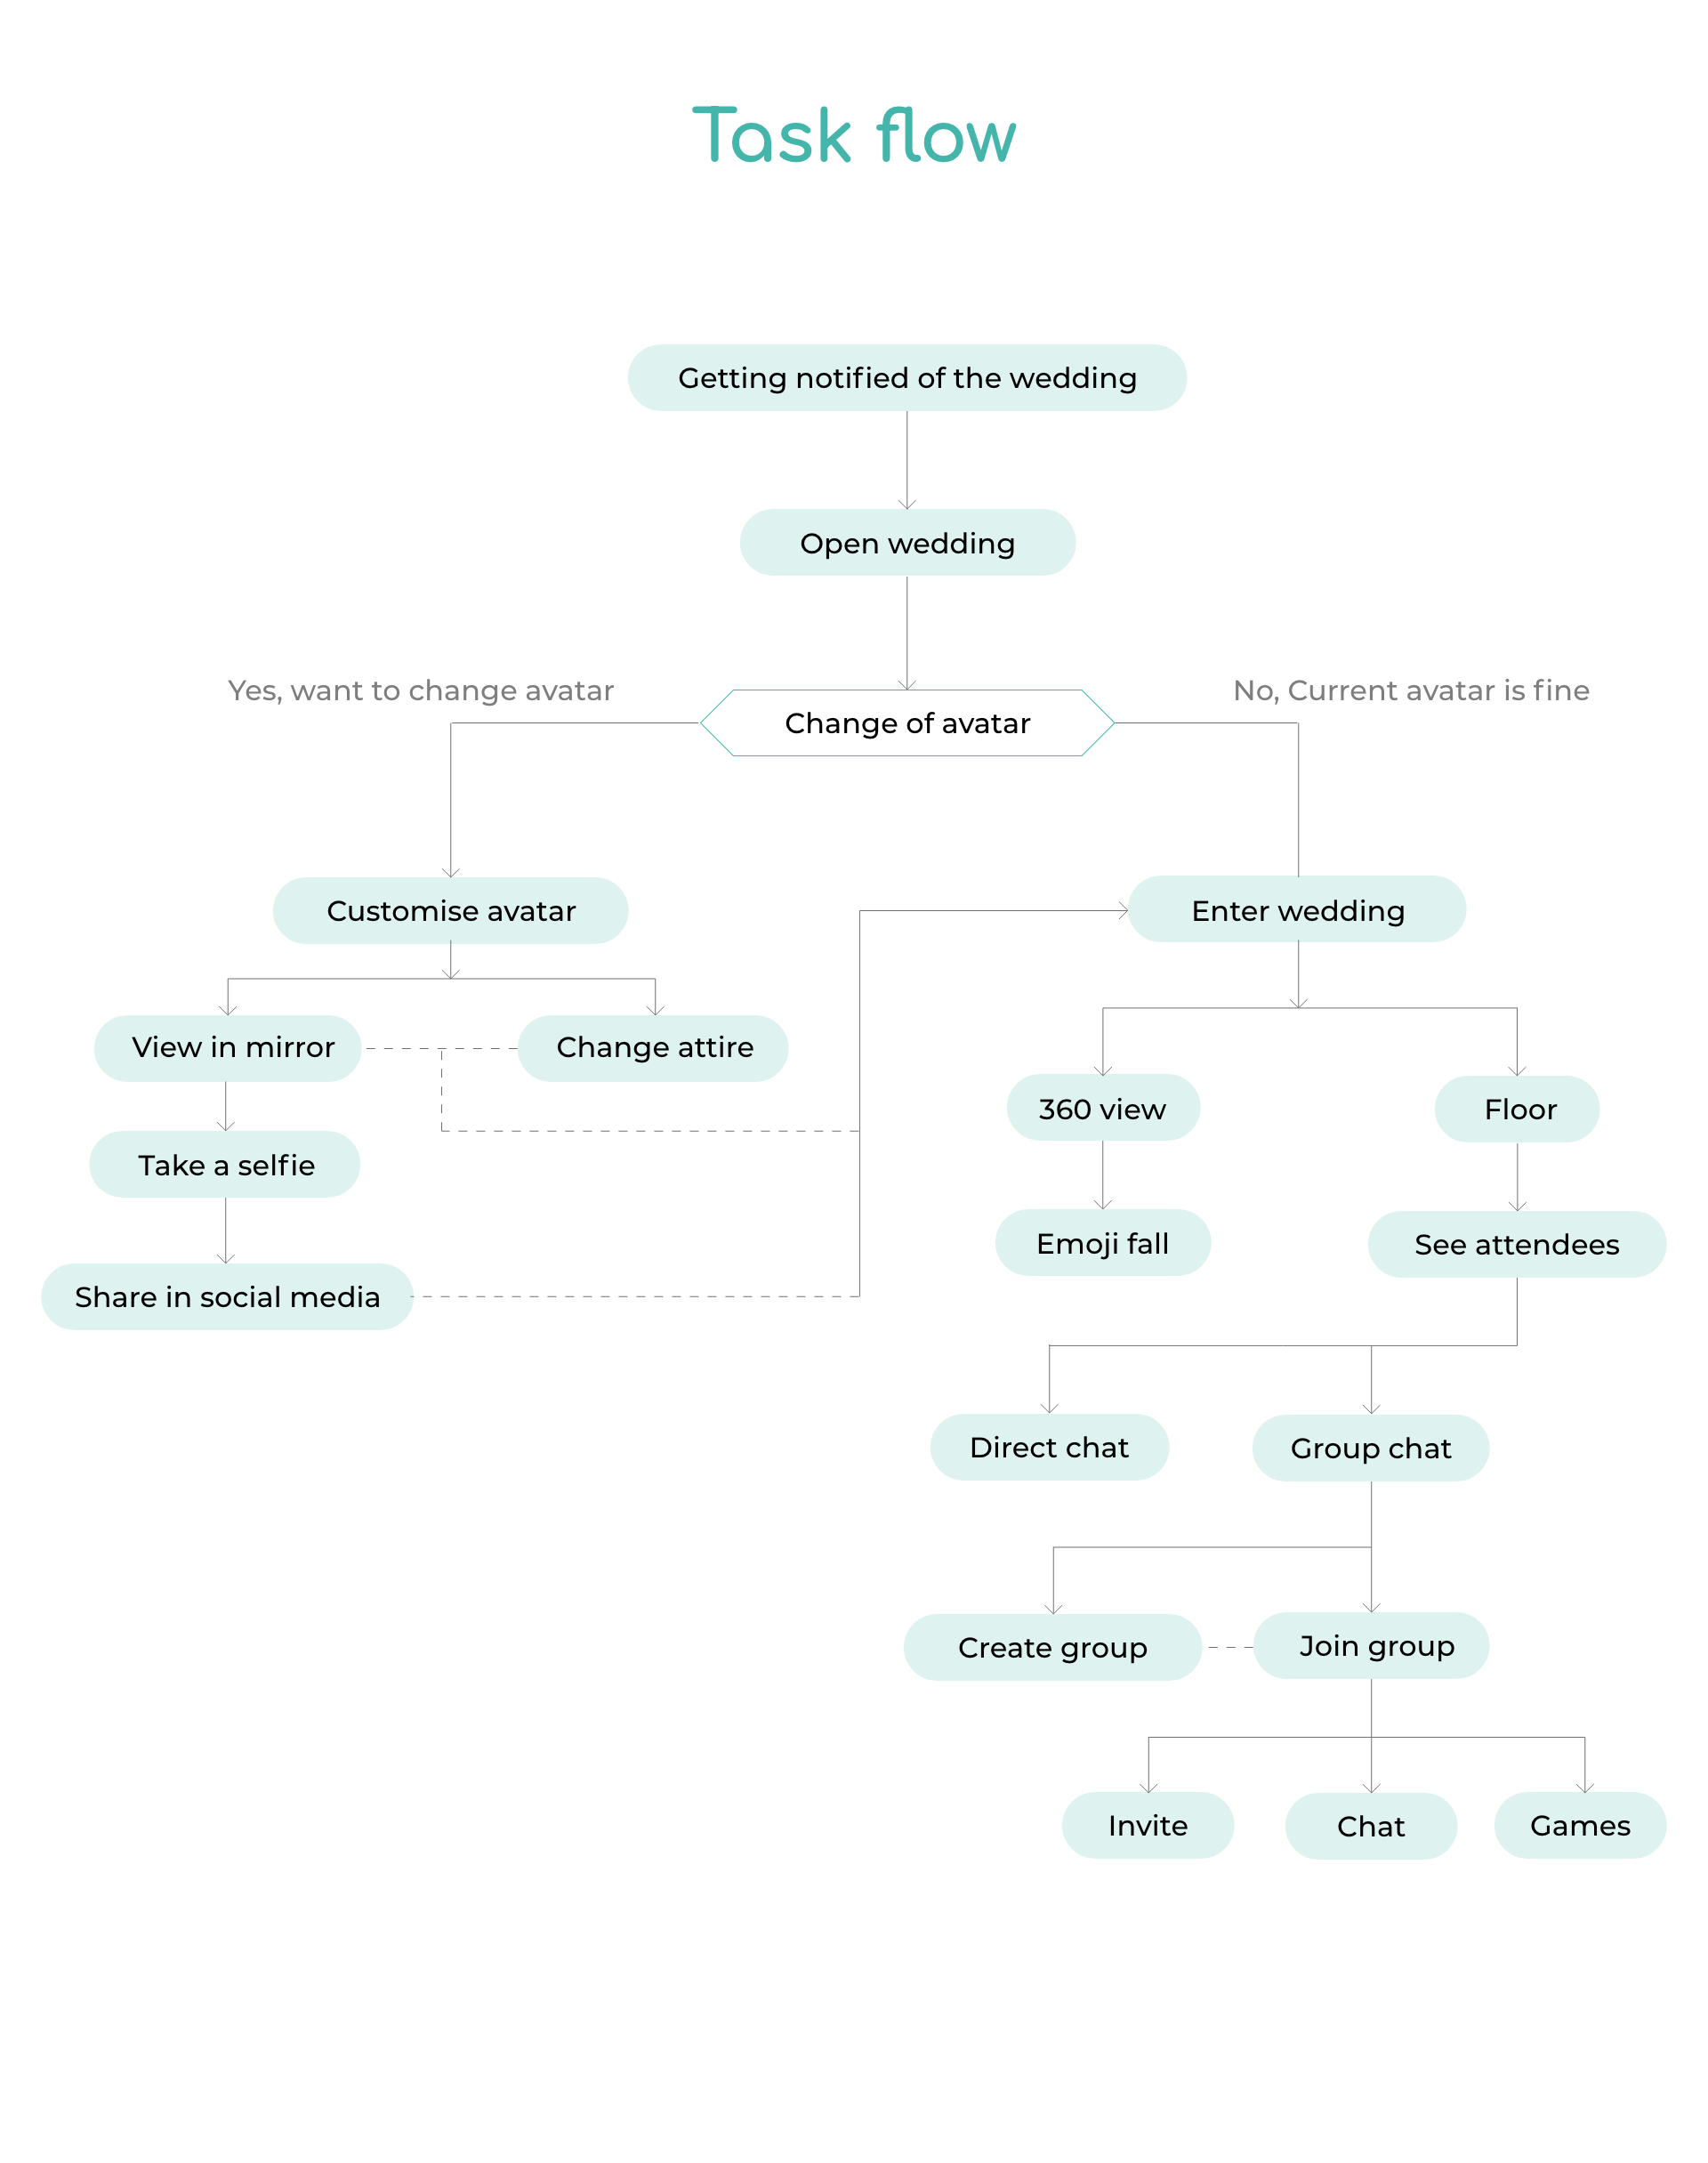 Task flow
Getting notified of the wedding
Open wedding
Yes, want to change avatar
No, Current avatar is fine
Change of avatar
Customise avatar
Enter wedding
View in mirror
Change attire
360 view
Floor
Take a selfie
Emoji fall
See attendees
Share in social media
Direct chat
Group chat
Create group
Join group
Invite
Chat
Games